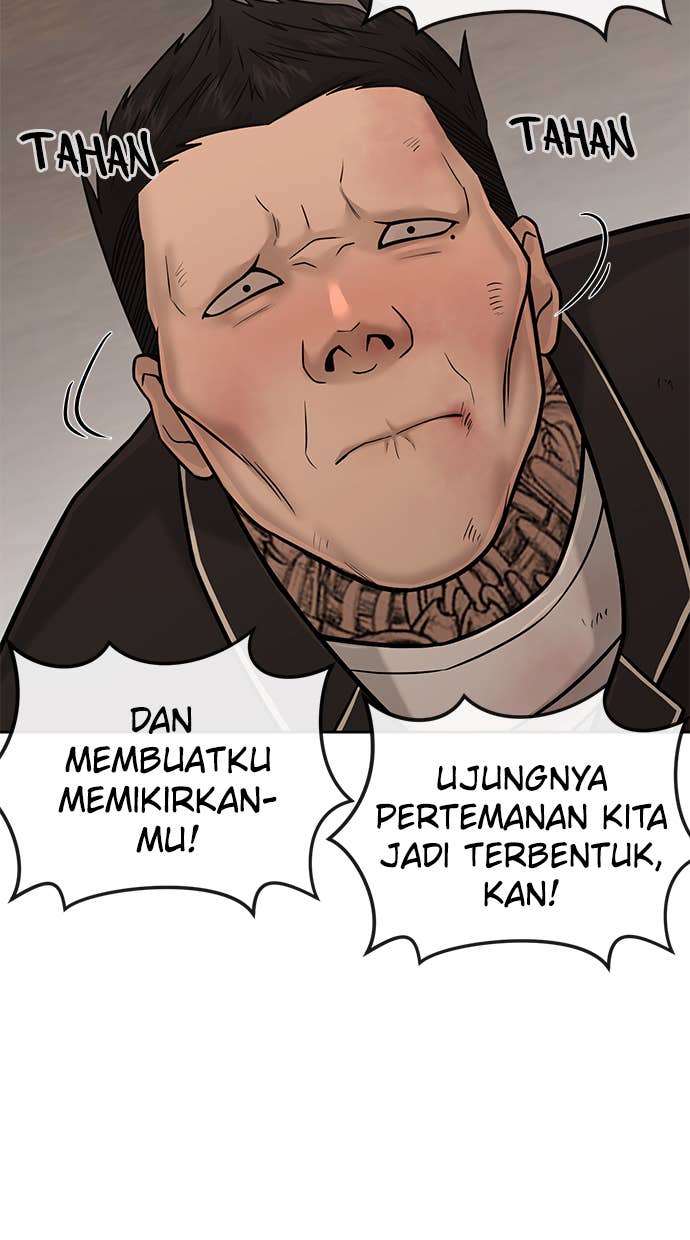 TAHAN
TAHAN
DAN
MEMBUATKU
MEMIKIRKAN-
MU!
UJUNGNYA
PERTEMANAN KITA
JADI TERBENTUK,
KAN!